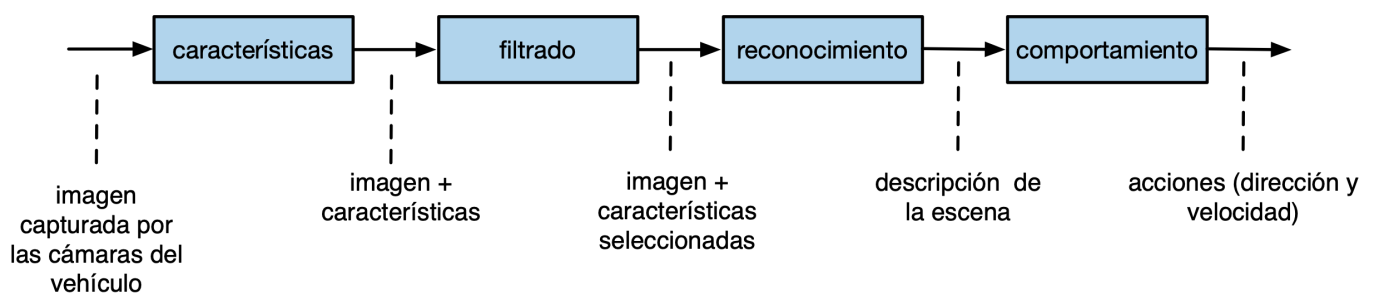 características
filtrado
reconocimiento
comportamiento
imagen
capturada por
las cámaras del
vehículo
imagen +
características
imagen +
características
seleccionadas
descripción de
la escena
acciones (dirección y
velocidad)